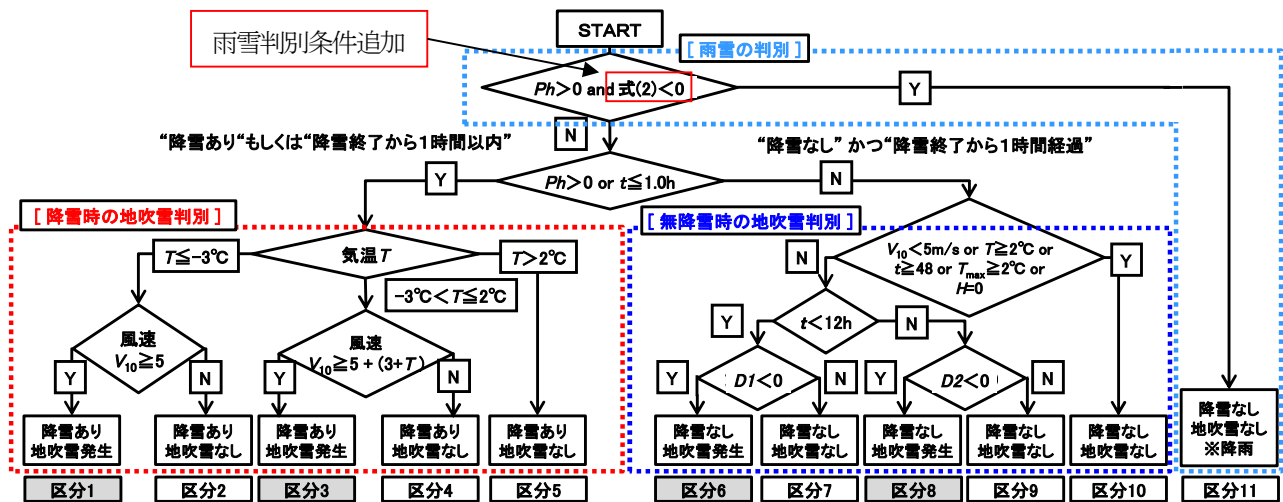 雨雪判別条件追加
START
[ 雨雪の判別 ]
Ph＞0 and 式(2)＜0
Y
N
“降雪あり“もしくは“降雪終了から１時間以内”
“降雪なし” かつ“降雪終了から１時間経過”
Ph＞0 or t≦1.0h
Y
N
[ 降雪時の地吹雪判別 ]
[ 無降雪時の地吹雪判別 ]
T≦−3℃
気温T
T＞2℃
−3℃＜T≦2℃
V10＜5m/s or T≧2℃ or
t≧48 or Tmax≧2℃ or
H=0
N
Y
風速
V10≧5
Y
N
風速
V10≧5 + (3+T)
Y
N
t＜12h
Y
N
D1＜0
Y
N
D2＜0
Y
N
降雪あり
地吹雪発生
降雪あり
地吹雪なし
降雪あり
地吹雪発生
降雪あり
地吹雪なし
降雪あり
地吹雪なし
降雪なし
地吹雪発生
降雪なし
地吹雪なし
降雪なし
地吹雪発生
降雪なし
地吹雪なし
降雪なし
地吹雪なし
降雪なし
地吹雪なし
※降雨
区分1
区分2
区分3
区分4
区分5
区分6
区分7
区分8
区分9
区分10
区分11